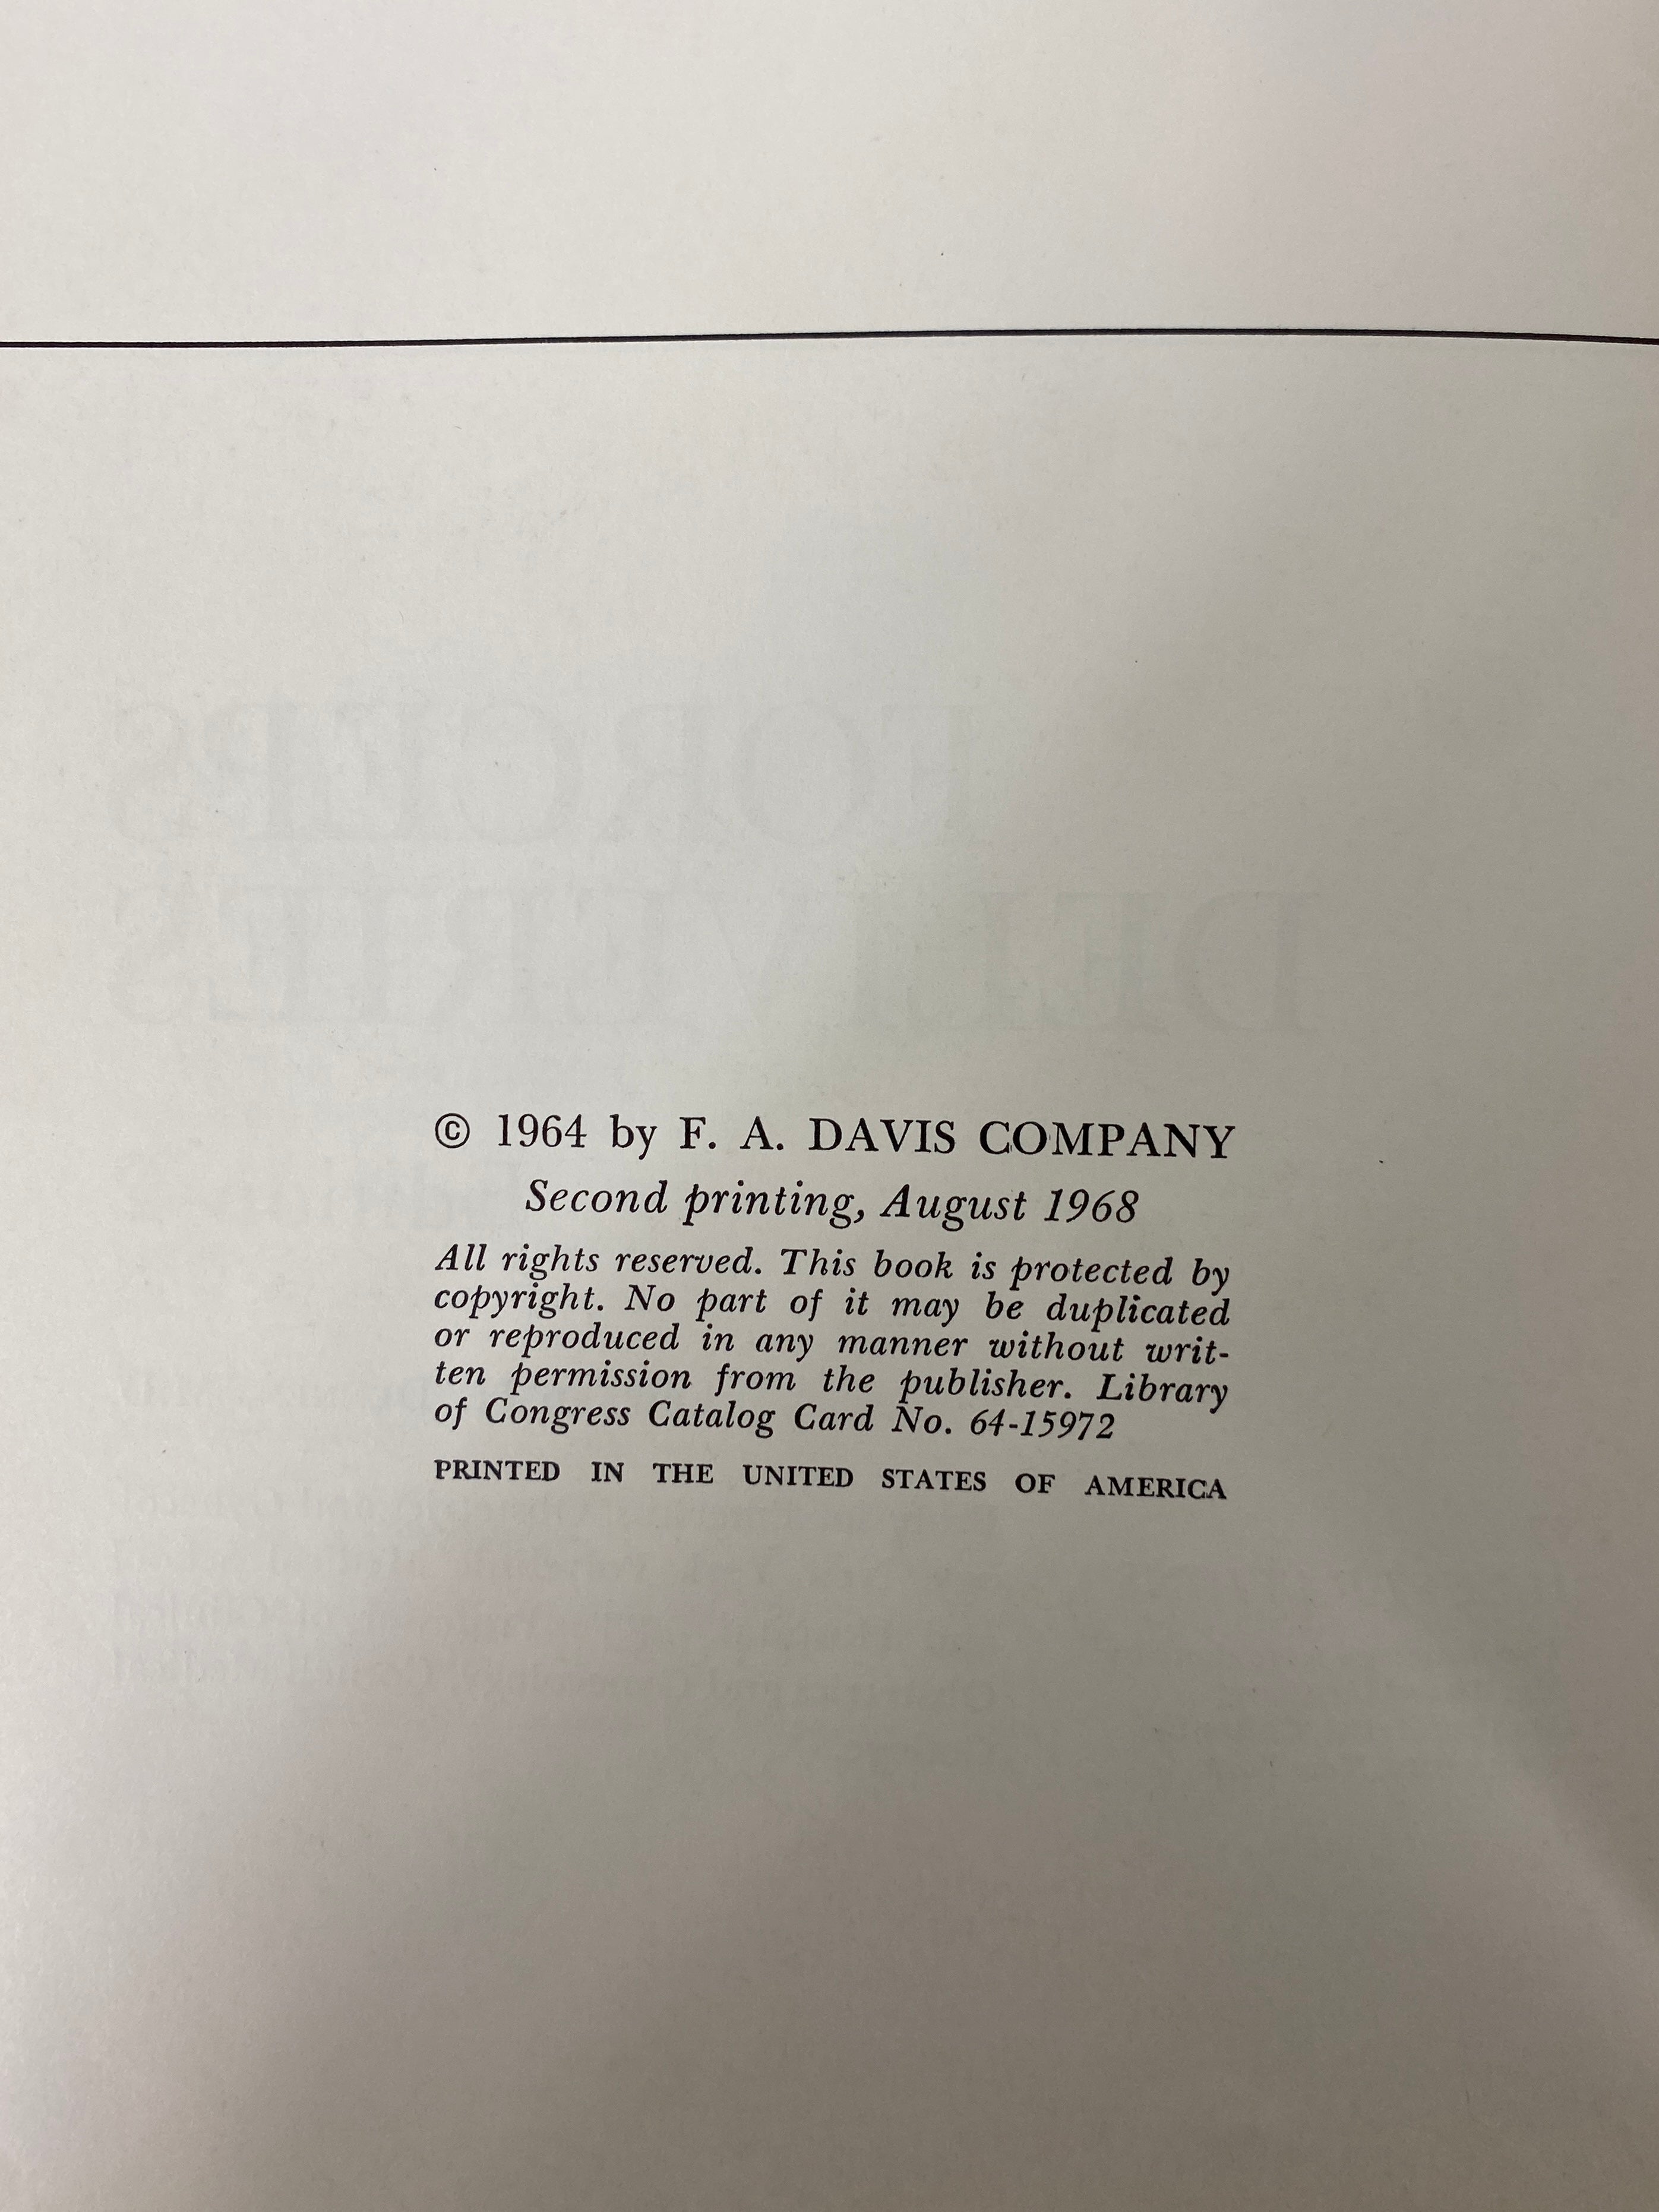 © 1964 by F. A. DAVIS COMPANY
Second printing, August 1968
All rights reserved. This book is protected by
copyright. No part of it may be duplicated
or reproduced in any manner without writ-
ten permission from the publisher. Library
of Congress Catalog Card No. 64-15972
PRINTED IN THE UNITED STATES OF AMERICA